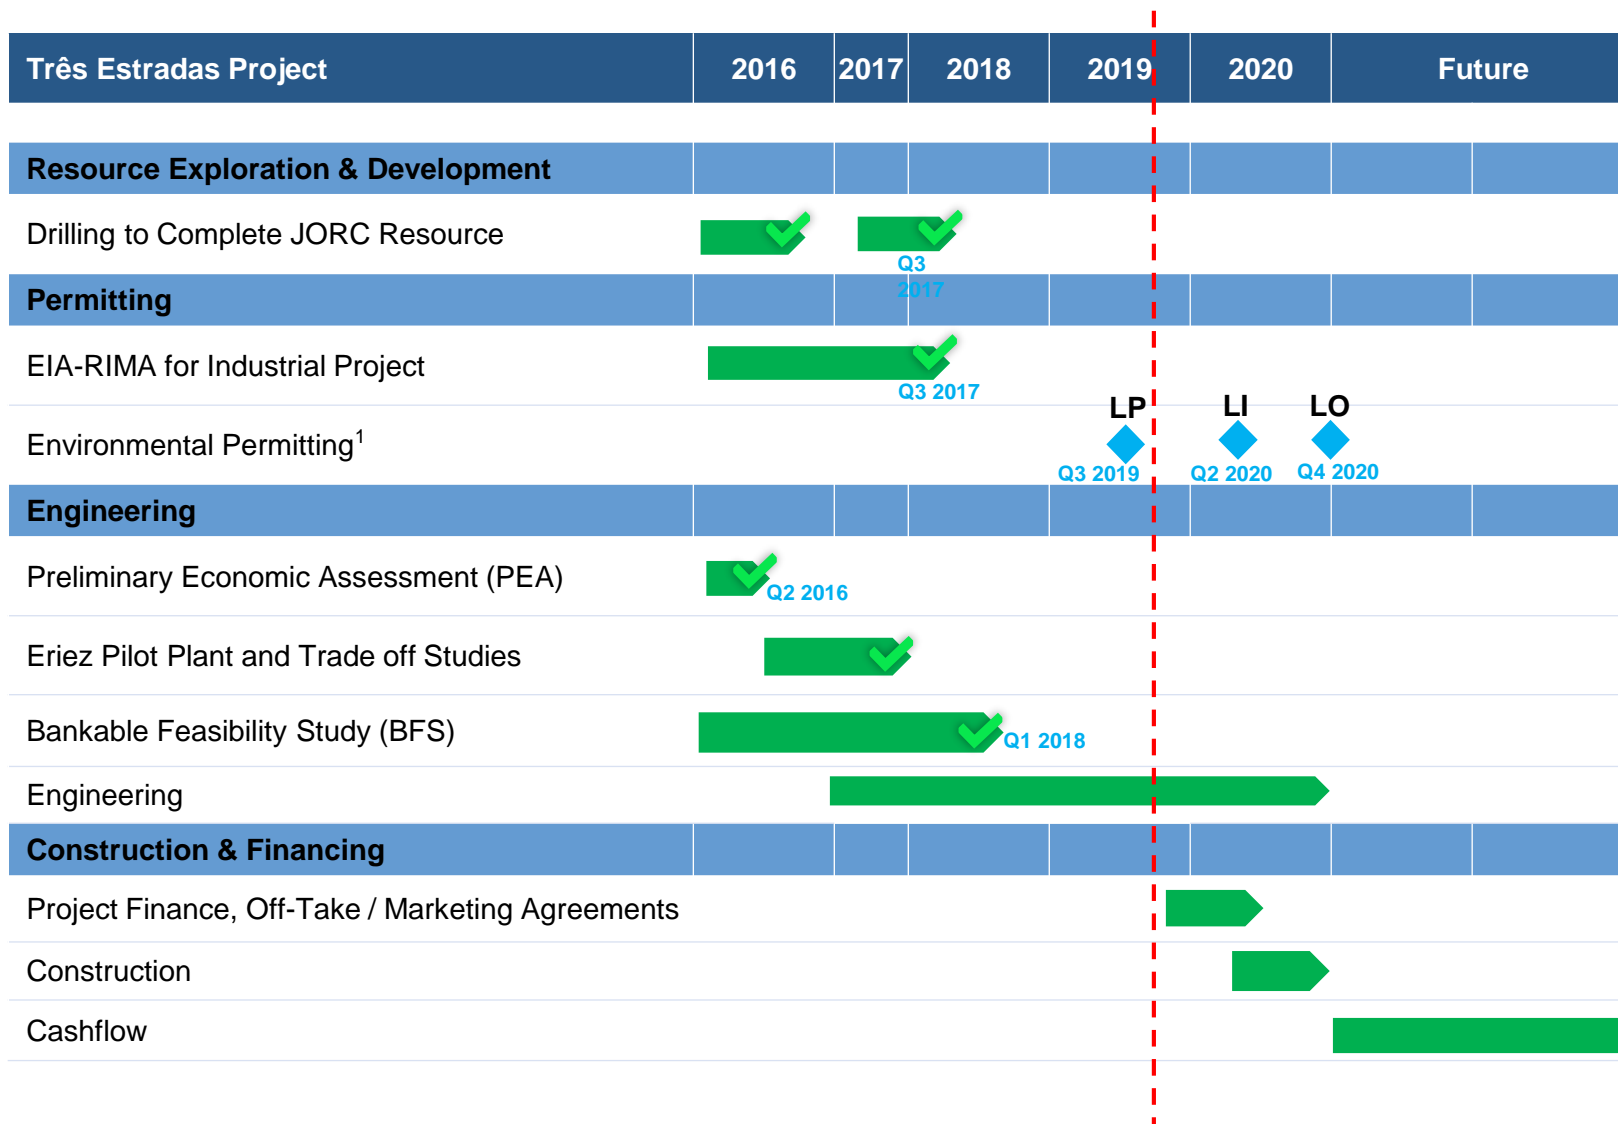 Três Estradas Project 2016 2017 2018 2019 2020 Future
Resource Exploration & Development
Drilling to Complete JORC Resource
Q3
2017
Permitting
EIA-RIMA for Industrial Project
Q3 2017
LP LI LO
Environmental Permitting1
Q3 2019 Q2 2020 Q4 2020
Engineering
Preliminary Economic Assessment (PEA)
Q2 2016
Eriez Pilot Plant and Trade off Studies
Bankable Feasibility Study (BFS)
Q1 2018
Engineering
Construction & Financing
Project Finance, Off-Take / Marketing Agreements
Construction
Cashflow